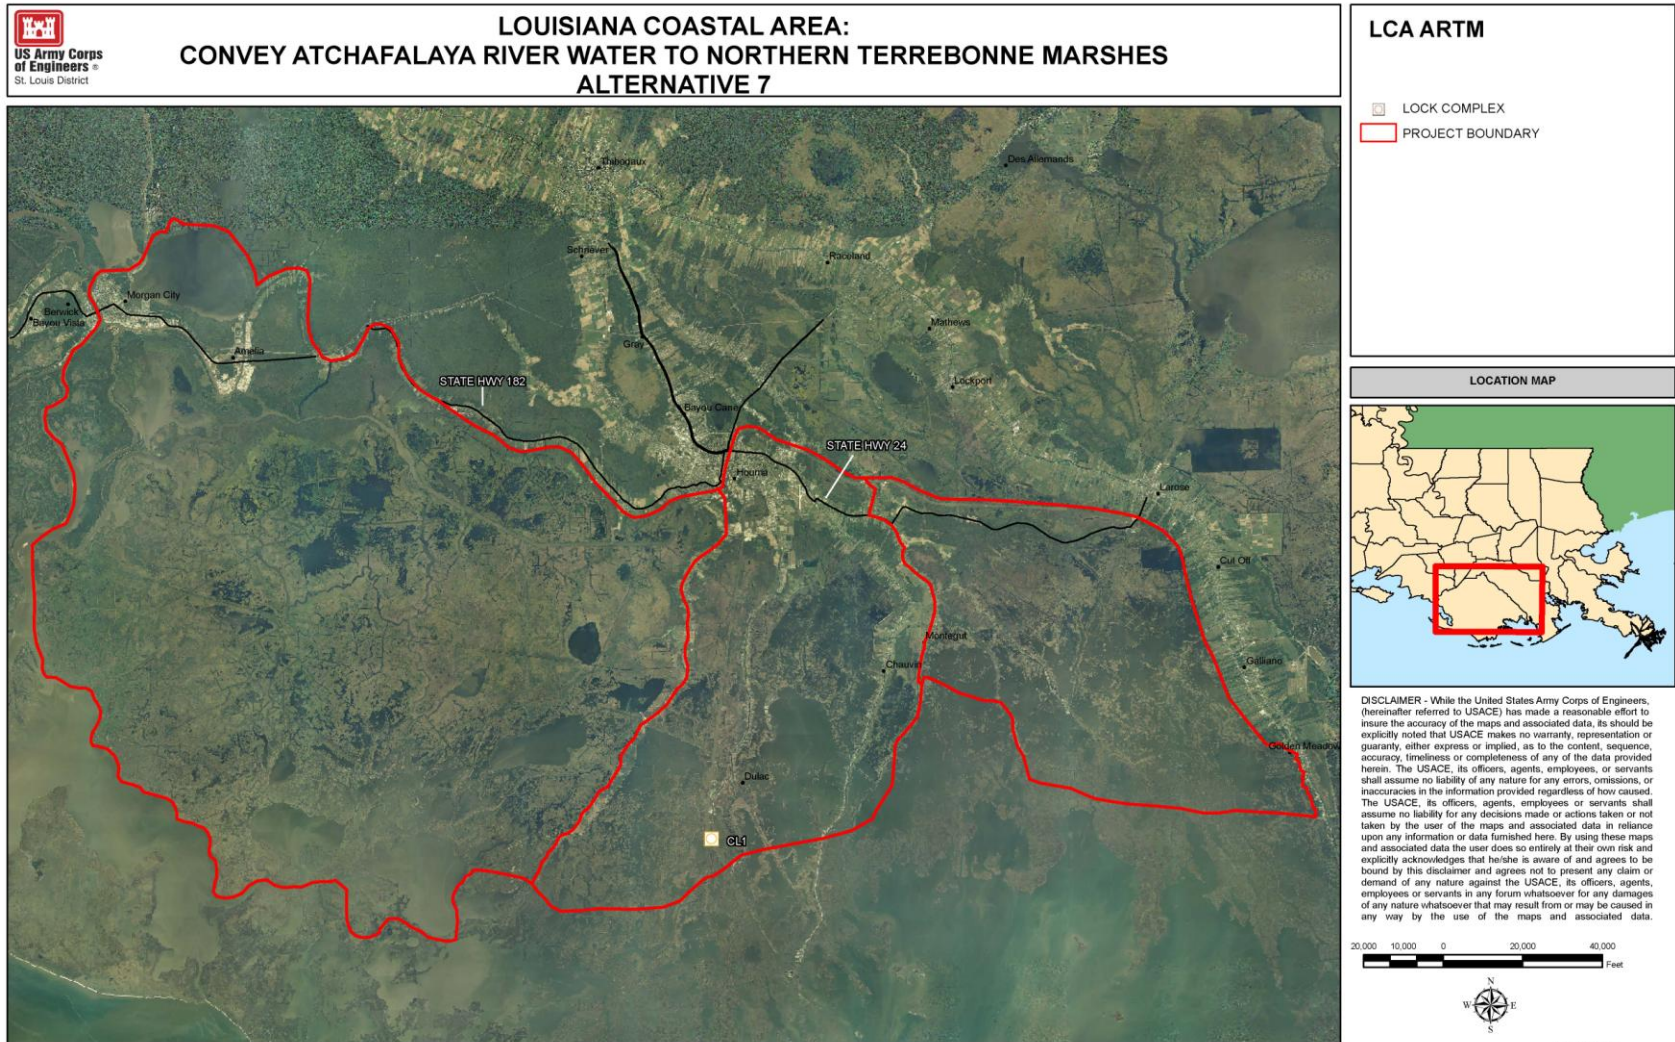 US Army Corps
of Engineers ®
St. Louis District
LOUISIANA COASTAL AREA:
CONVEY ATCHAFALAYA RIVER WATER TO NORTHERN TERREBONNE MARSHES
ALTERNATIVE 7
LCA ARTM
LOCK COMPLEX
PROJECT BOUNDARY
Thibodaux
Des Allemands
Schriever
Raceland
Morgan City
Berwick
Bayou Vista
Mathews
Gray
Amelia
STATE HWY 182
Lockport
Bayou Cane
STATE HWY 24
Houma
Larose
Cut Off
Montegut
Chauvin
Galliano
Golden Meadow
Dulac
CL1
LOCATION MAP
DISCLAIMER - While the United States Army Corps of Engineers,
(hereinafter referred to USACE) has made a reasonable effort to
insure the accuracy of the maps and associated data, its should be
explicitly noted that USACE makes no warranty, representation or
guaranty, either express or implied, as to the content, sequence,
accuracy, timeliness or completeness of any of the data provided
herein. The USACE, its officers, agents, employees, or servants
shall assume no liability of any nature for any errors, omissions, or
inaccuracies in the information provided regardless of how caused.
The USACE, its officers, agents, employees or servants shall
assume no liability for any decisions made or actions taken or not
taken by the user of the maps and associated data in reliance
upon any information or data furnished here. By using these maps
and associated data the user does so entirely at their own risk and
explicitly acknowledges that he/she is aware of and agrees to be
bound by this disclaimer and agrees not to present any claim or
demand of any nature against the USACE, its officers, agents,
employees or servants in any forum whatsoever for any damages
of any nature whatsoever that may result from or may be caused in
any way by the use of the maps and associated data.
20,000 10,000 0 20,000 40,000
Feet
N
W E
S